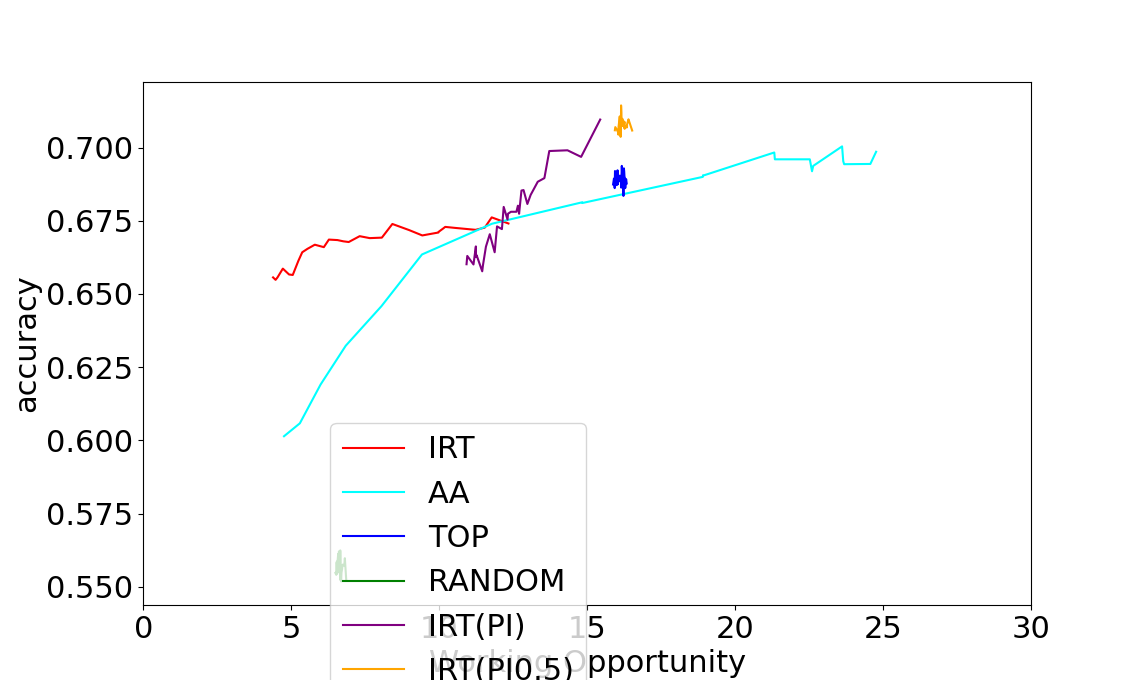 0.700
0.675
0.650
0.625
0.600
0.575
0.550
accuracy
IRT
AA
TOP
RANDOM
IRT(PI)
IRT(PI0.5)
0 5 10 15 20 25 30
Working Opportunity